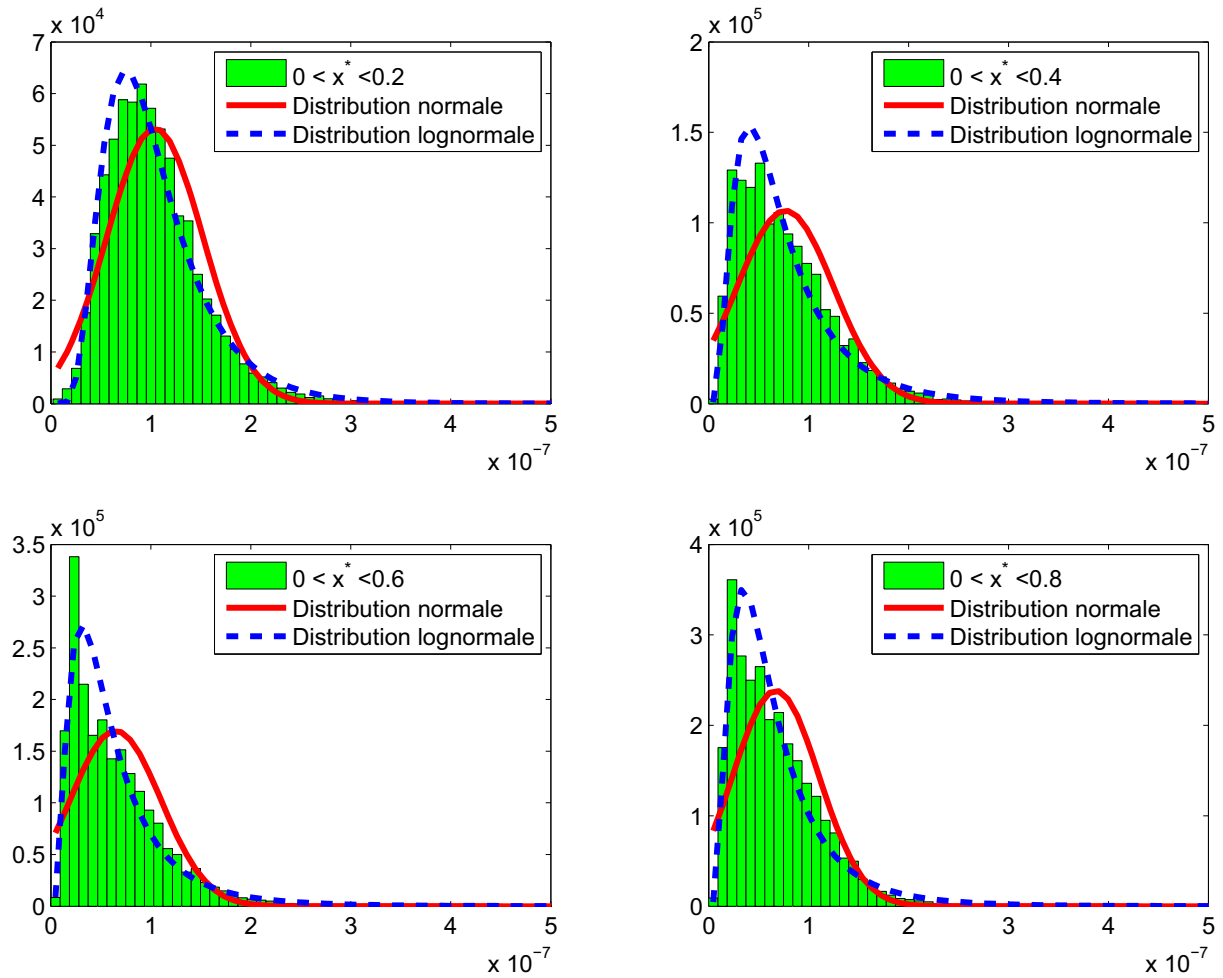 x 10^4
7
6
5
4
3
2
1
0
0 1 2 3 4 5
x 10^−7
0 < x^* <0.2
Distribution normale
Distribution lognormale
x 10^5
2
1.5
1
0.5
0
0 1 2 3 4 5
x 10^−7
0 < x^* <0.4
Distribution normale
Distribution lognormale
x 10^5
3.5
3
2.5
2
1.5
1
0.5
0
0 1 2 3 4 5
x 10^−7
0 < x^* <0.6
Distribution normale
Distribution lognormale
x 10^5
4
3
2
1
0
0 1 2 3 4 5
x 10^−7
0 < x^* <0.8
Distribution normale
Distribution lognormale